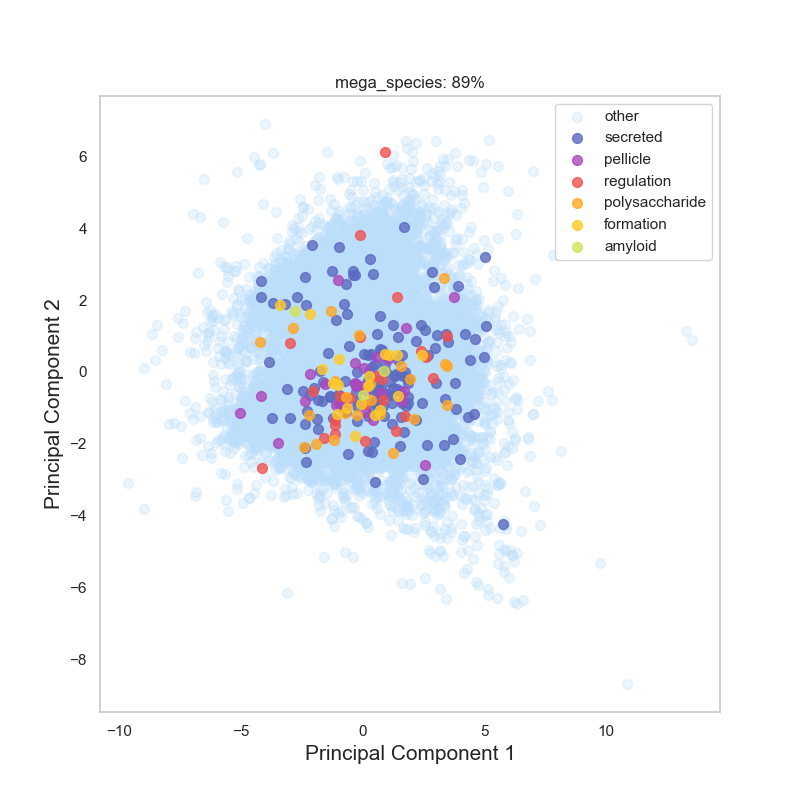 mega_species: 89%
other
secreted
pellicle
regulation
polysaccharide
formation
amyloid
6
4
2
0
−2
−4
−6
−8
Principal Component 2
−10
−5
0
5
10
Principal Component 1